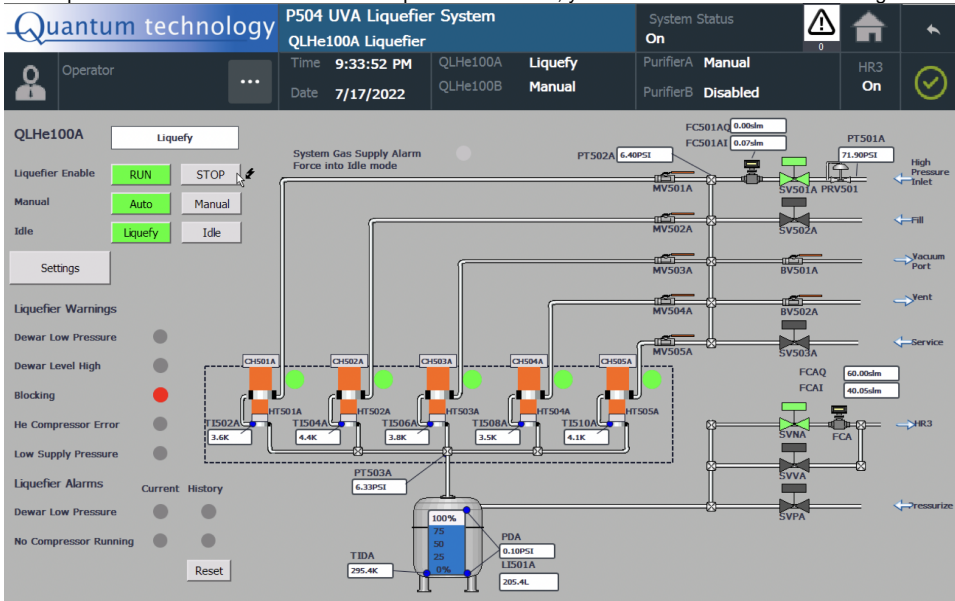 Quantum technology
P504 UVA Liquefier System
QLHe100A Liquefier
System Status
On
0
Operator
...
Time 9:33:52 PM
Date 7/17/2022
QLHe100A Liquefy
QLHe100B Manual
PurifierA Manual
PurifierB Disabled
HR3
On
QLHe100A Liquefy
Liquefier Enable RUN STOP
Manual Auto Manual
Idle Liquefy Idle
Settings
System Gas Supply Alarm
Force into Idle mode
Liquefier Warnings
Dewar Low Pressure
Dewar Level High
Blocking
He Compressor Error
Low Supply Pressure
Liquefier Alarms Current History
Dewar Low Pressure
No Compressor Running
Reset
FC501AQ 0.00slm
FC501AI 0.07slm
PT502A 6.40PSI
PT501A
71.90PSI
High
Pressure
Inlet
MV501A SV501A PRV501
Fill
MV502A SV502A
Vacuum
Port
MV503A BV501A
Vent
MV504A BV502A
Service
MV505A SV503A
CH501A CH502A CH503A CH504A CH505A
HT501A HT502A HT503A HT504A HT505A
TI502A TI504A TI506A TI508A TI510A
3.6K 4.4K 3.8K 3.5K 4.1K
FCAQ 60.00slm
FCAI 40.05slm
SVNA FCA HR3
SVVA
SVPA Pressurize
PT503A
6.33PSI
100%
75
50
25
0%
PDA
0.10PSI
TIDA
295.4K
LI501A
205.4L